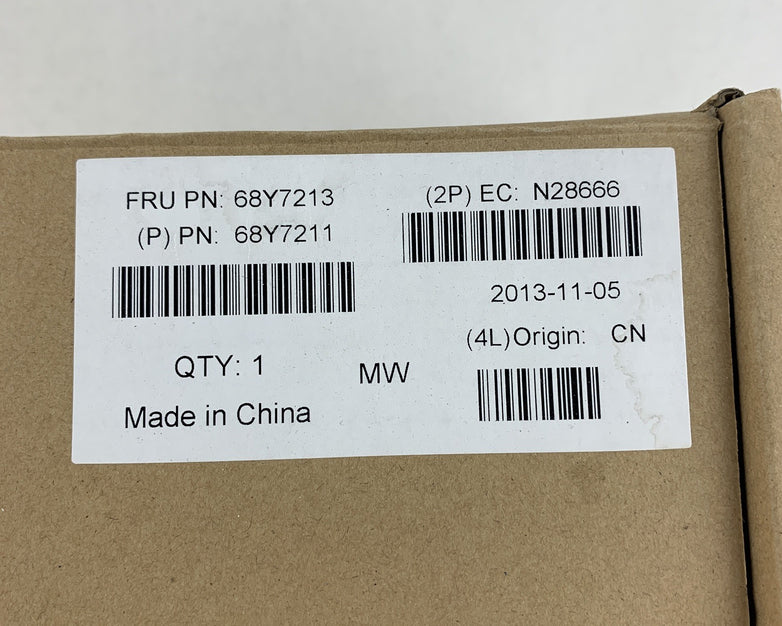 FRU PN: 68Y7213
(P) PN: 68Y7211
(2P) EC: N28666
2013-11-05
(4L)Origin: CN
QTY: 1
MW
Made in China